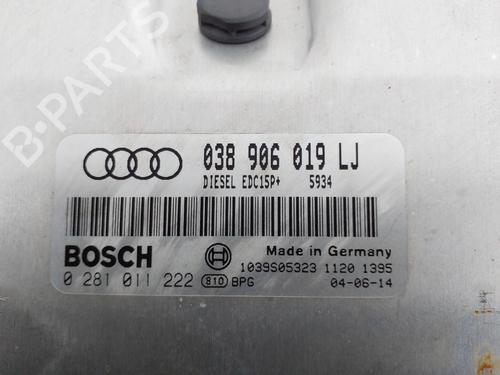 038 906 019 LJ
DIESEL EDC15P+ 5934
BOSCH
Made in Germany
0 281 011 222 810 BPG
1039S05323 1120 1395
04-06-14
B-PARTS